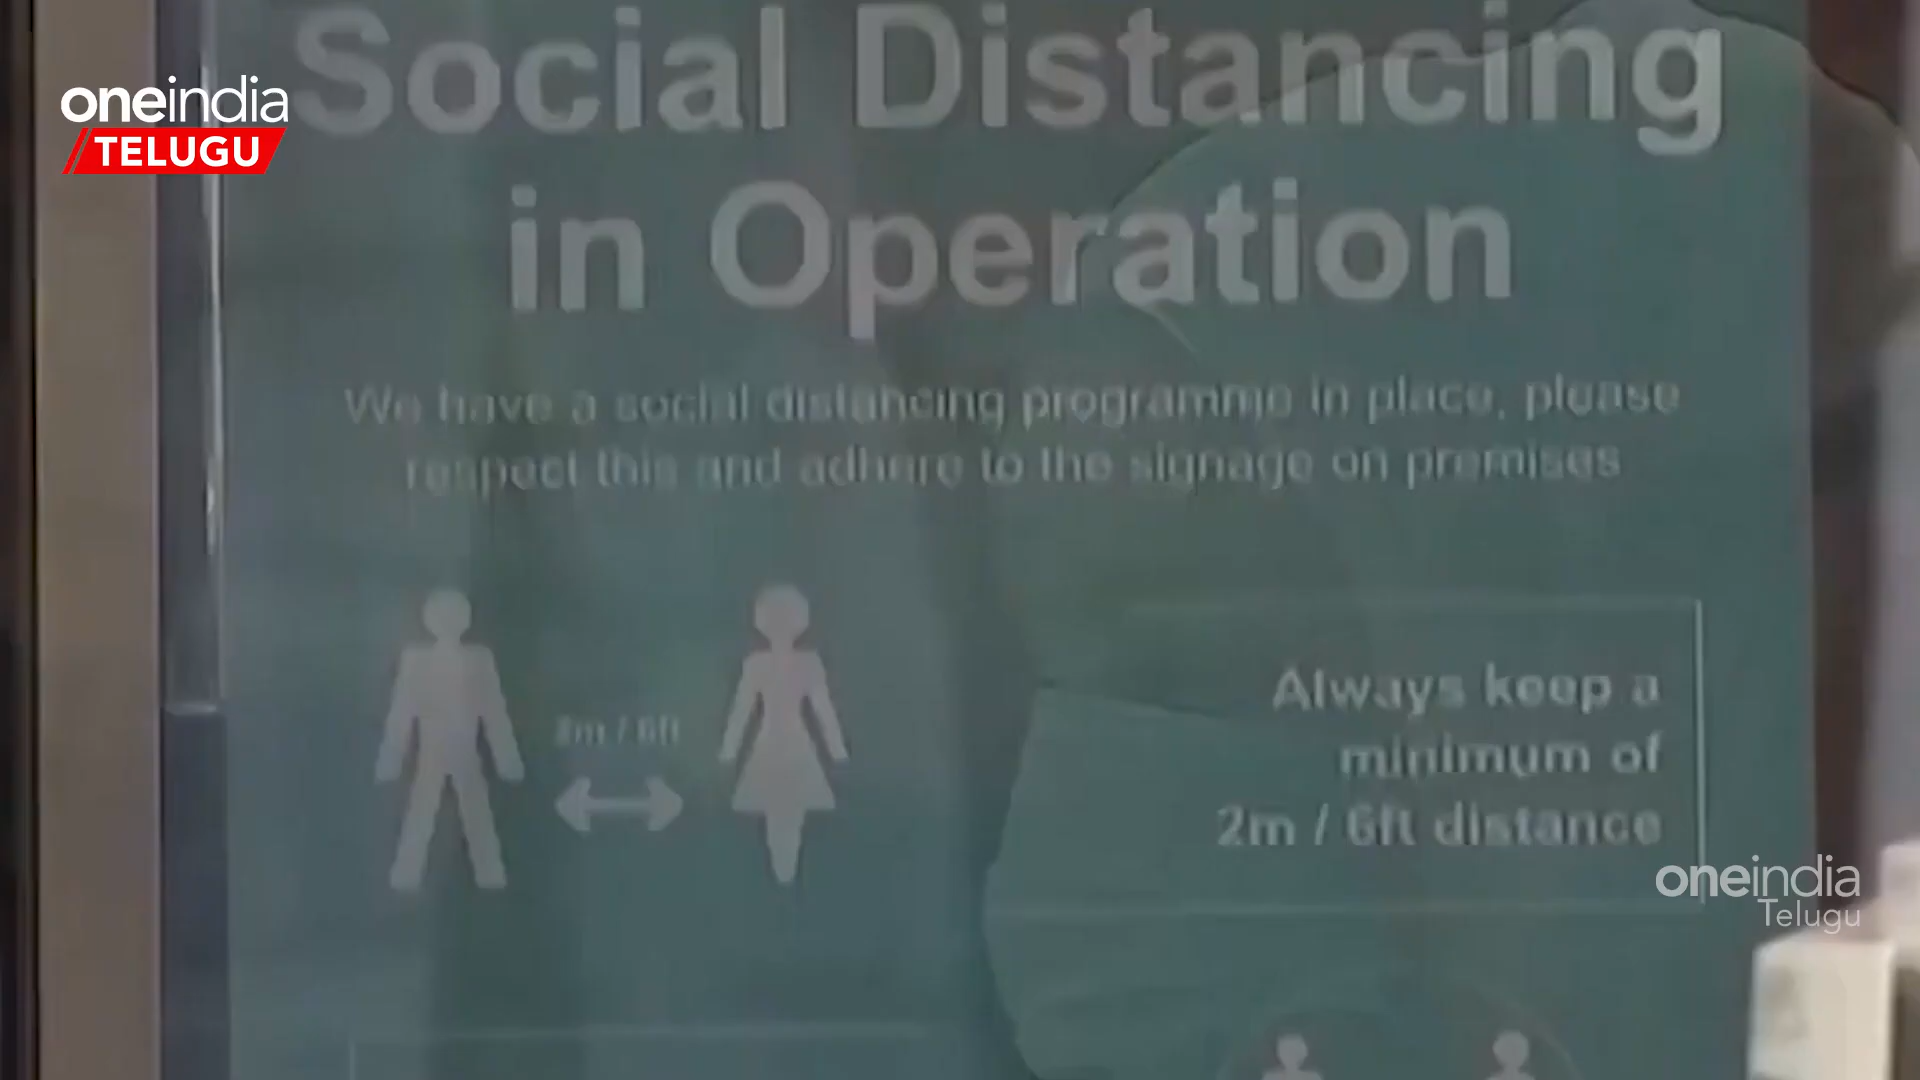 oneindia
TELUGU
Social Distancing
in Operation
We have a social distancing programme in place, please
respect this and adhere to the signage on premises
2m / 6ft
Always keep a
minimum of
2m / 6ft distance
oneindia
Telugu